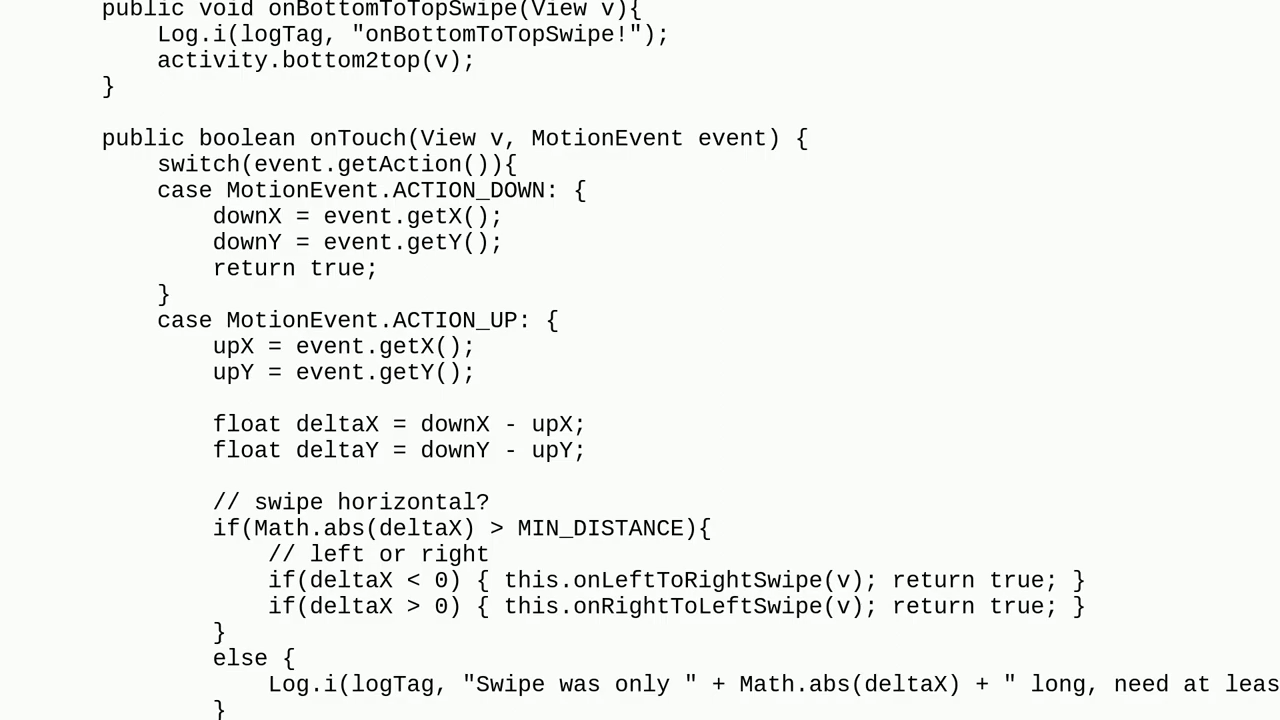 public void onBottomToTopSwipe(View v){
Log.i(logTag, "onBottomToTopSwipe!");
activity.bottom2top(v);
}
public boolean onTouch(View v, MotionEvent event) {
switch(event.getAction()){
case MotionEvent.ACTION_DOWN: {
downX = event.getX();
downY = event.getY();
return true;
}
case MotionEvent.ACTION_UP: {
upX = event.getX();
upY = event.getY();
float deltaX = downX - upX;
float deltaY = downY - upY;
// swipe horizontal?
if(Math.abs(deltaX) > MIN_DISTANCE){
// left or right
if(deltaX < 0) { this.onLeftToRightSwipe(v); return true; }
if(deltaX > 0) { this.onRightToLeftSwipe(v); return true; }
}
else {
Log.i(logTag, "Swipe was only " + Math.abs(deltaX) + " long, need at leas
}